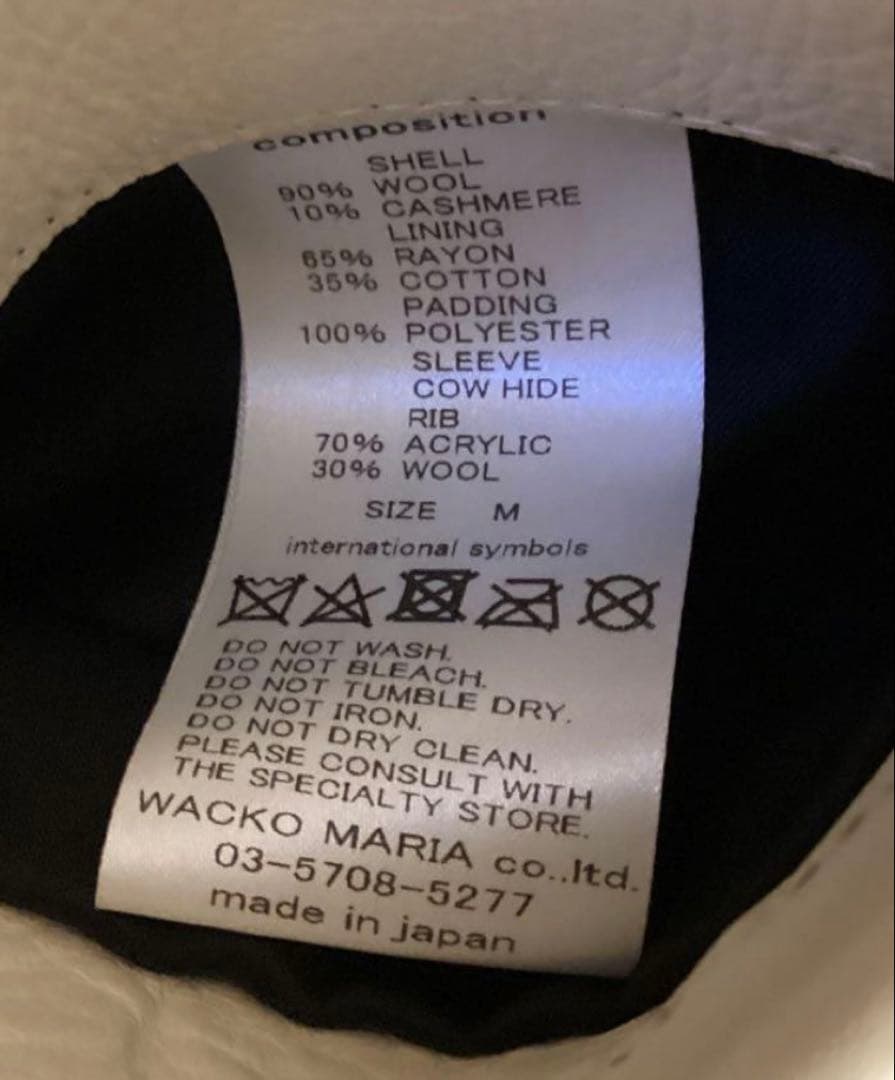 composition
SHELL
90% WOOL
10% CASHMERE
LINING
65% RAYON
35% COTTON
PADDING
100% POLYESTER
SLEEVE
COW HIDE
RIB
70% ACRYLIC
30% WOOL
SIZE M
international symbols
DO NOT WASH.
DO NOT BLEACH.
DO NOT TUMBLE DRY.
DO NOT IRON.
DO NOT DRY CLEAN.
PLEASE CONSULT WITH
THE SPECIALTY STORE.
WACKO MARIA co.,ltd.
03-5708-5277
made in japan